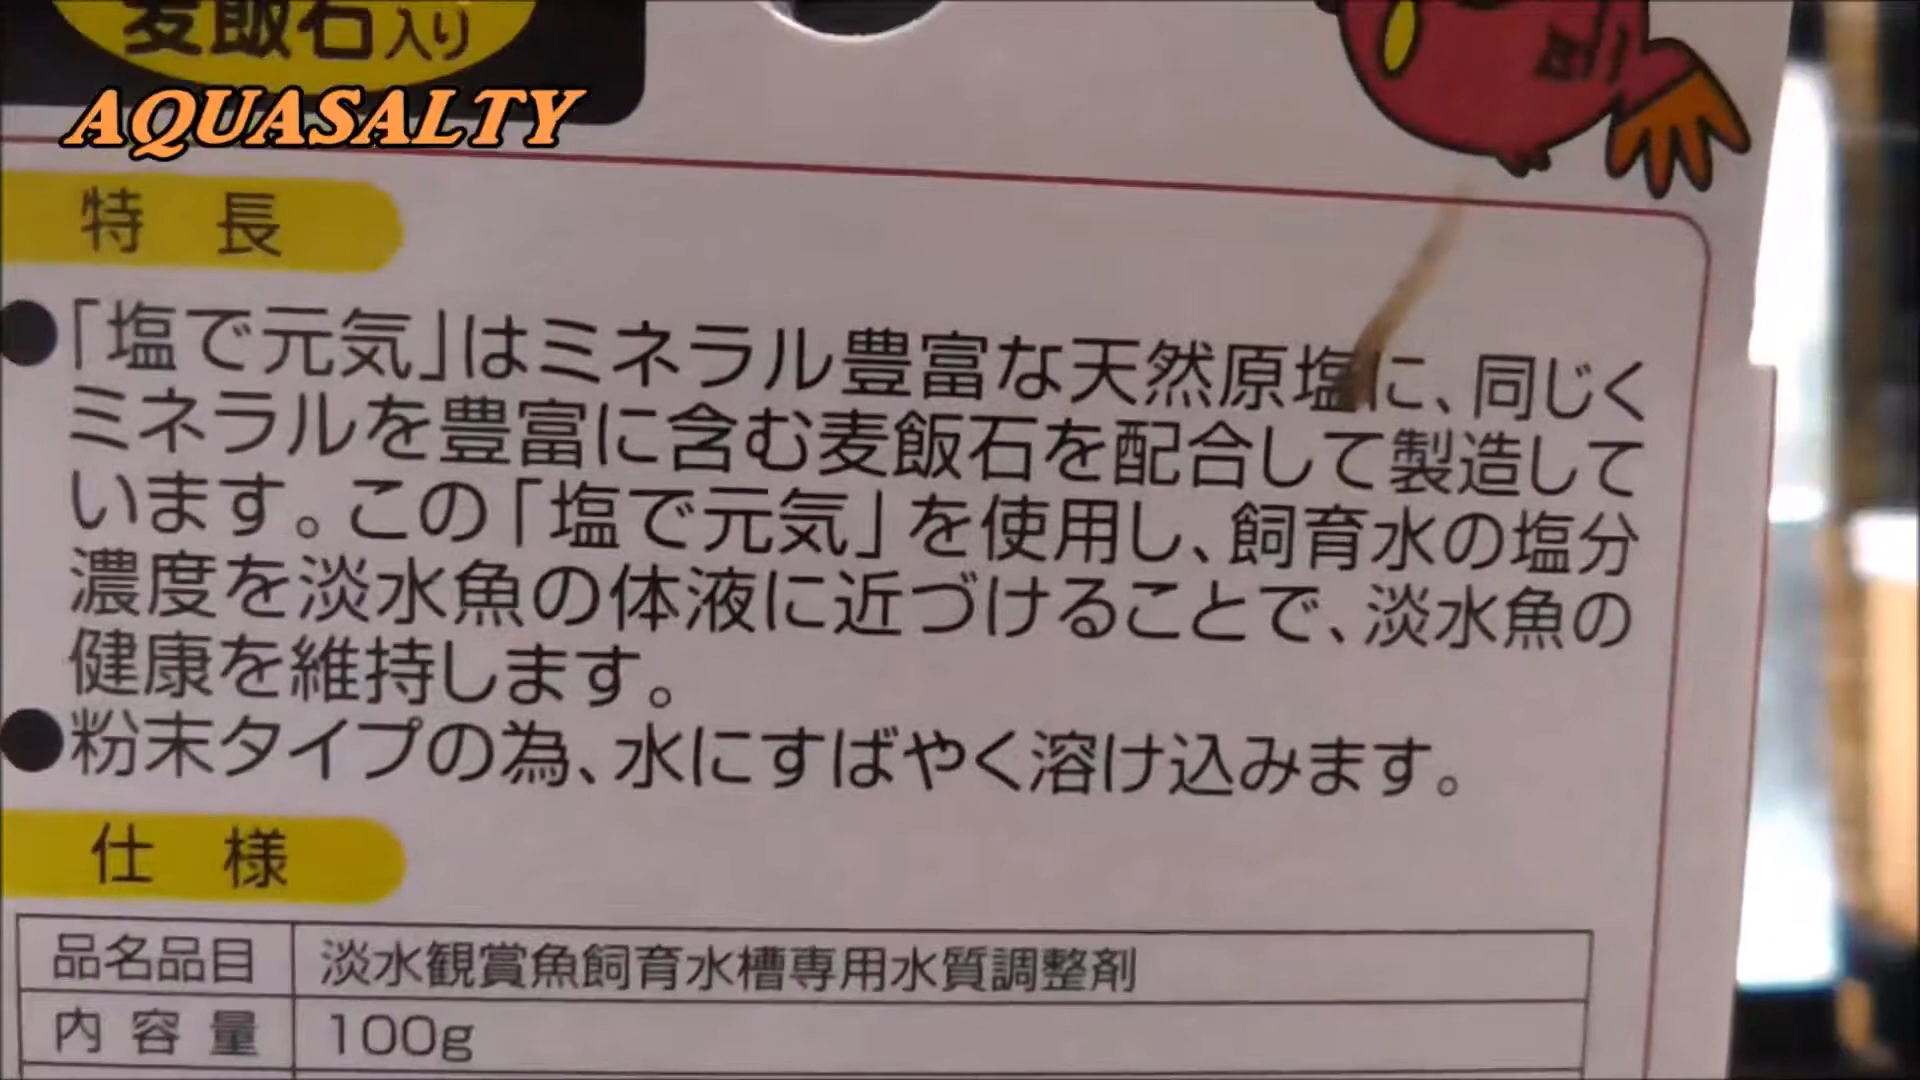 麦飯石入り
AQUASALTY
特長
●「塩で元気」はミネラル豊富な天然原塩に、同じく
ミネラルを豊富に含む麦飯石を配合して製造して
います。この「塩で元気」を使用し、飼育水の塩分
濃度を淡水魚の体液に近づけることで、淡水魚の
健康を維持します。
●粉末タイプの為、水にすばやく溶け込みます。
仕様
品名品目 淡水観賞魚飼育水槽専用水質調整剤
内容量 100g